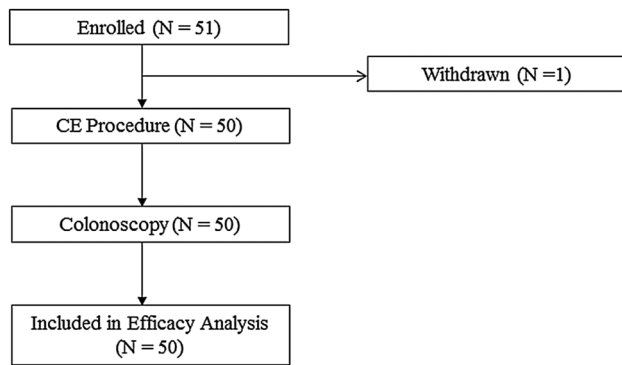 Enrolled (N = 51)
Withdrawn (N =1)
CE Procedure (N = 50)
Colonoscopy (N = 50)
Included in Efficacy Analysis
(N = 50)